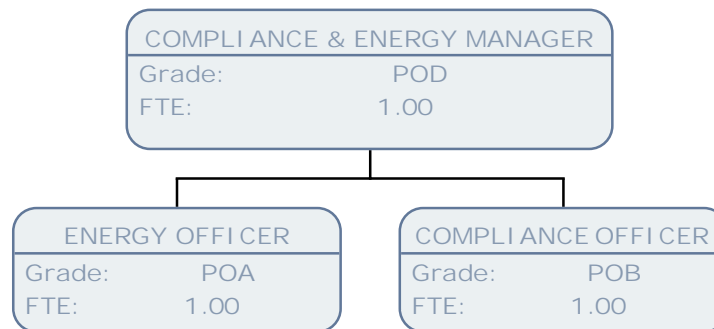 COMPLIANCE & ENERGY MANAGER
Grade: POD
FTE: 1.00
ENERGY OFFICER
Grade: POA
FTE: 1.00
COMPLIANCE OFFICER
Grade: POB
FTE: 1.00